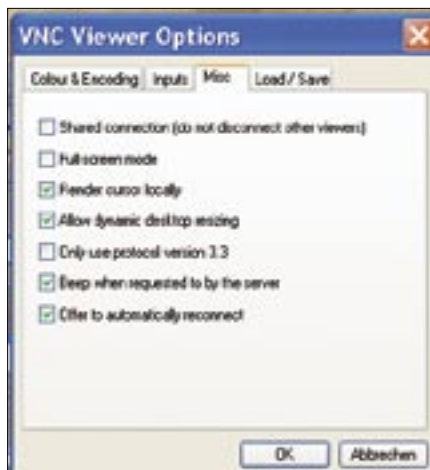 VNC Viewer Options
Colour & Encoding Inputs Misc Load / Save
Shared connection (do not disconnect other viewers)
Full-screen mode
Render cursor locally
Allow dynamic desktop resizing
Only use protocol version 3.3
Beep when requested to by the server
Offer to automatically reconnect
OK Abbrechen